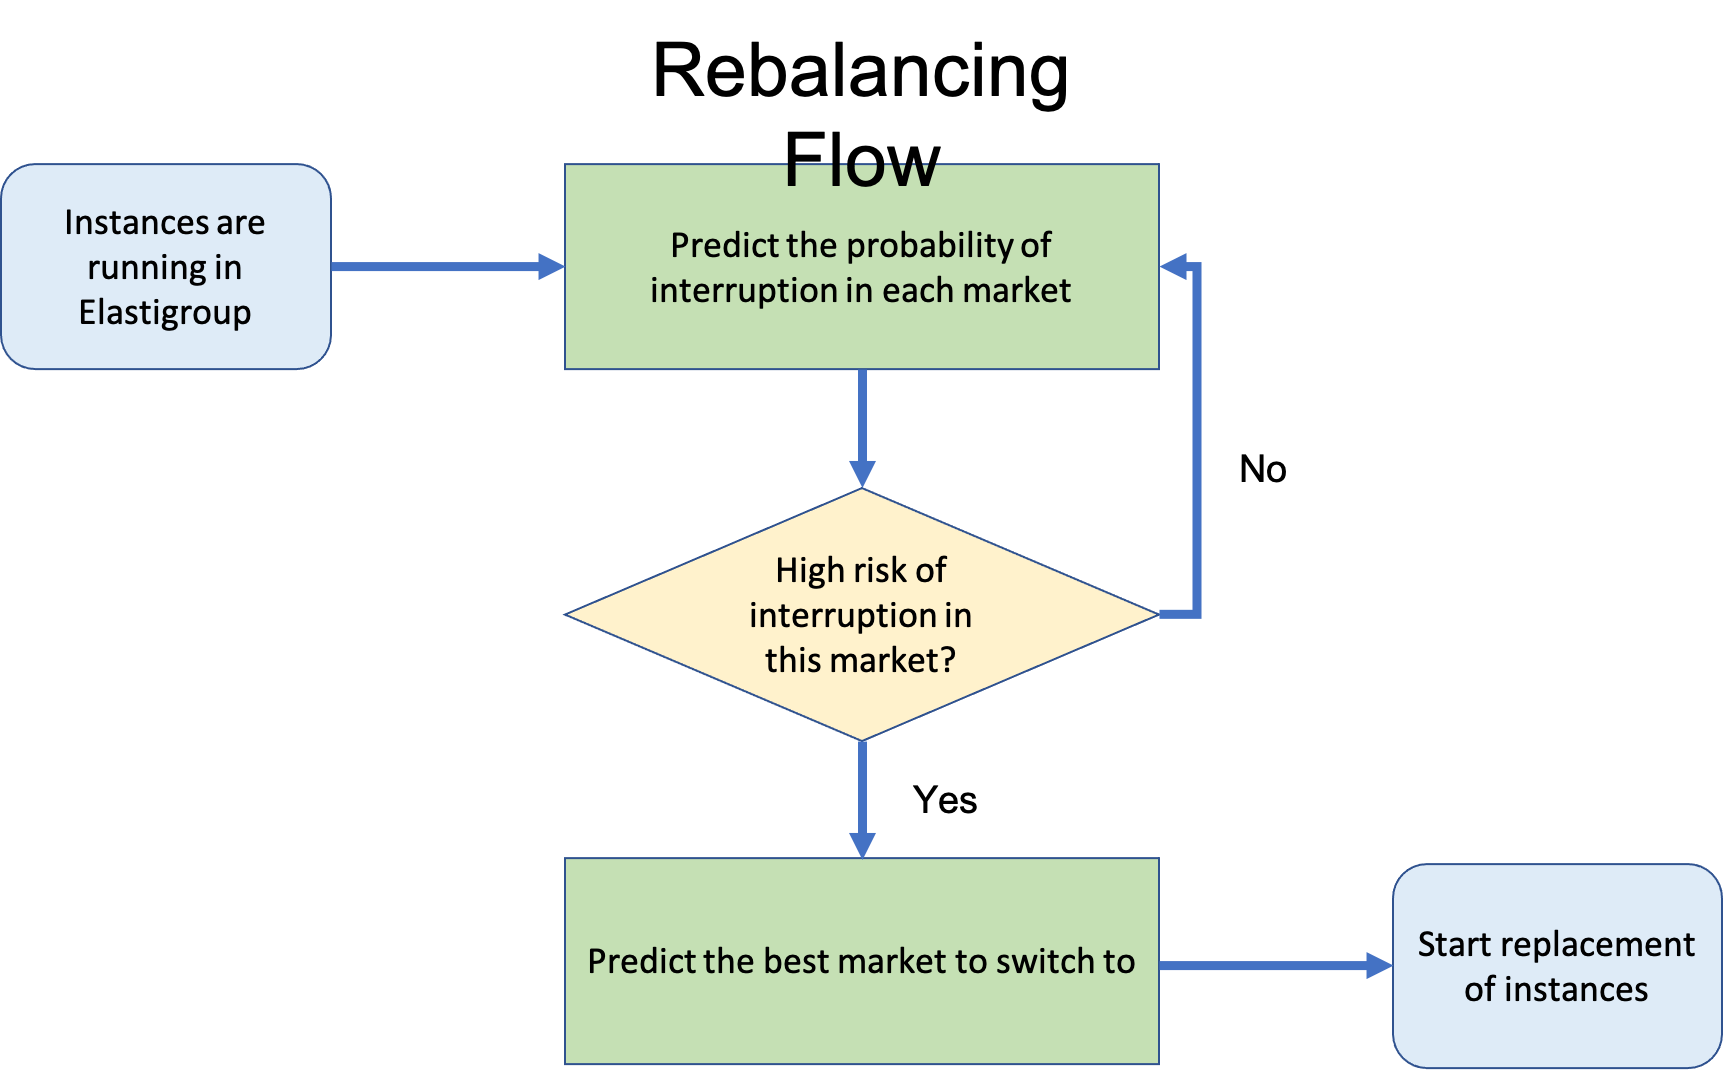 Rebalancing
Flow
Instances are
running in
Elastigroup
Predict the probability of
interruption in each market
No
High risk of
interruption in
this market?
Yes
Predict the best market to switch to
Start replacement
of instances